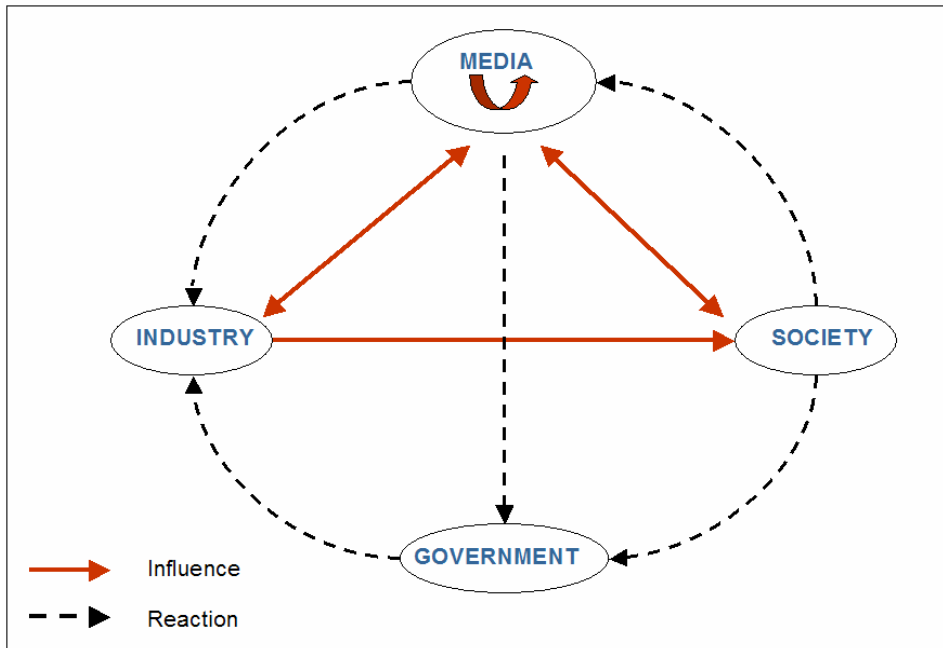 MEDIA
INDUSTRY
SOCIETY
GOVERNMENT
Influence
Reaction